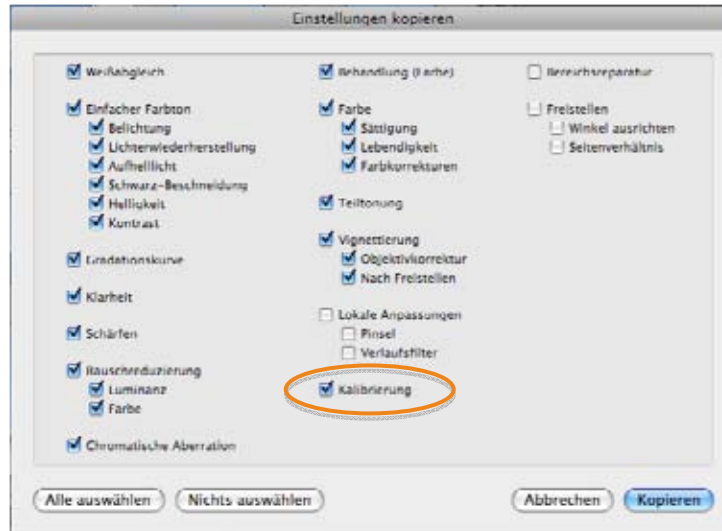 Einstellungen kopieren
Weißabgleich
Einfacher Farbton
Belichtung
Lichterwiederherstellung
Aufhelllicht
Schwarz-Beschneidung
Helligkeit
Kontrast
Gradationskurve
Klarheit
Schärfen
Rauschreduzierung
Luminanz
Farbe
Chromatische Aberration
Behandlung (Farbe)
Farbe
Sättigung
Lebendigkeit
Farbkorrekturen
Teiltonung
Vignettierung
Objektivkorrektur
Nach Freistellen
Lokale Anpassungen
Pinsel
Verlaufsfilter
Kalibrierung
Bereichsreparatur
Freistellen
Winkel ausrichten
Seitenverhältnis
Alle auswählen Nichts auswählen Abbrechen Kopieren